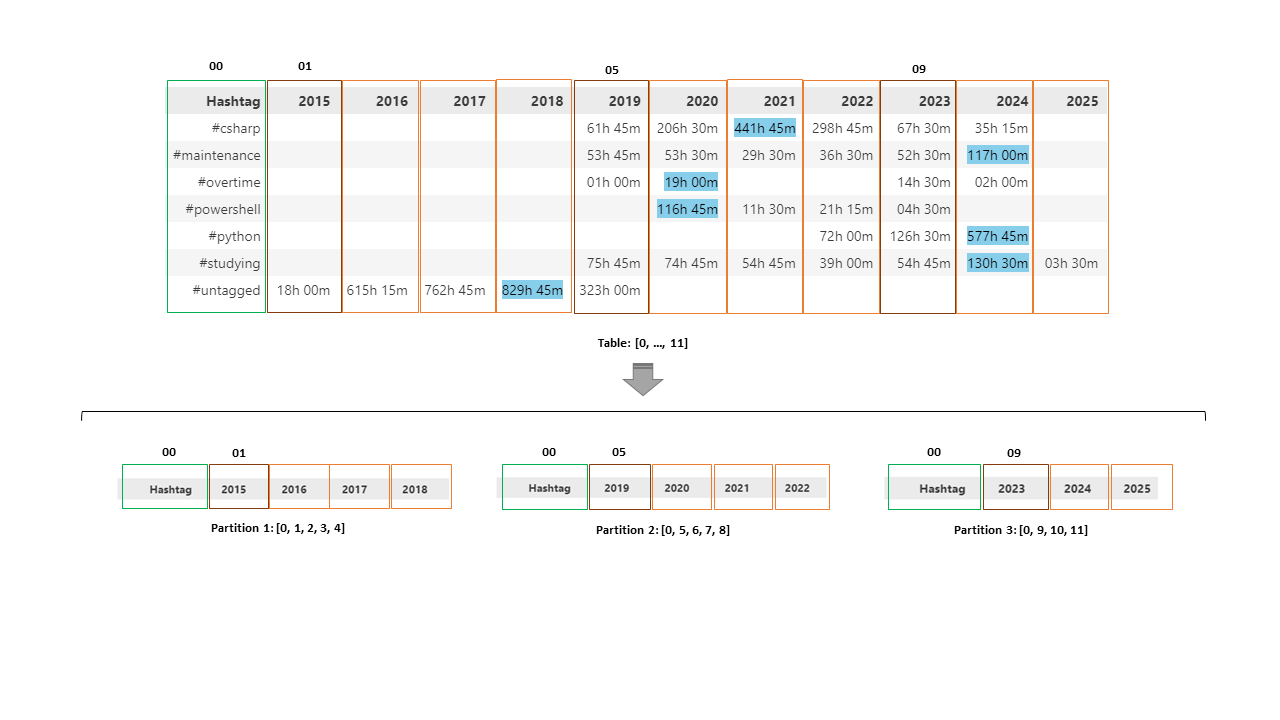 00 01 05 09
Hashtag 2015 2016 2017 2018 2019 2020 2021 2022 2023 2024 2025
#csharp 61h 45m 206h 30m 441h 45m 298h 45m 67h 30m 35h 15m
#maintenance 53h 45m 53h 30m 29h 30m 36h 30m 52h 30m 117h 00m
#overtime 01h 00m 19h 00m 14h 30m 02h 00m
#powershell 116h 45m 11h 30m 21h 15m 04h 30m
#python 72h 00m 126h 30m 577h 45m
#studying 75h 45m 74h 45m 54h 45m 39h 00m 54h 45m 130h 30m 03h 30m
#untagged 18h 00m 615h 15m 762h 45m 829h 45m 323h 00m
Table: [0, ..., 11]
00 01
Hashtag 2015 2016 2017 2018
Partition 1: [0, 1, 2, 3, 4]
00 05
Hashtag 2019 2020 2021 2022
Partition 2: [0, 5, 6, 7, 8]
00 09
Hashtag 2023 2024 2025
Partition 3: [0, 9, 10, 11]